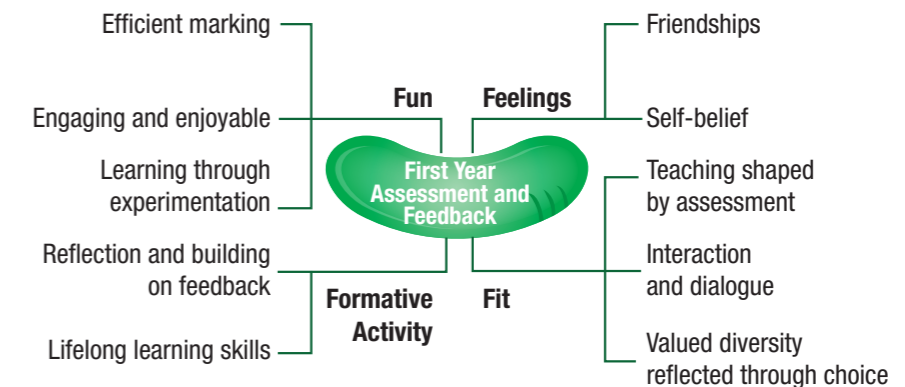 Efficient marking
Engaging and enjoyable
Learning through
experimentation
Fun
Feelings
Friendships
Self-belief
First Year
Assessment and
Feedback
Reflection and building
on feedback
Lifelong learning skills
Formative
Activity
Fit
Teaching shaped
by assessment
Interaction
and dialogue
Valued diversity
reflected through choice